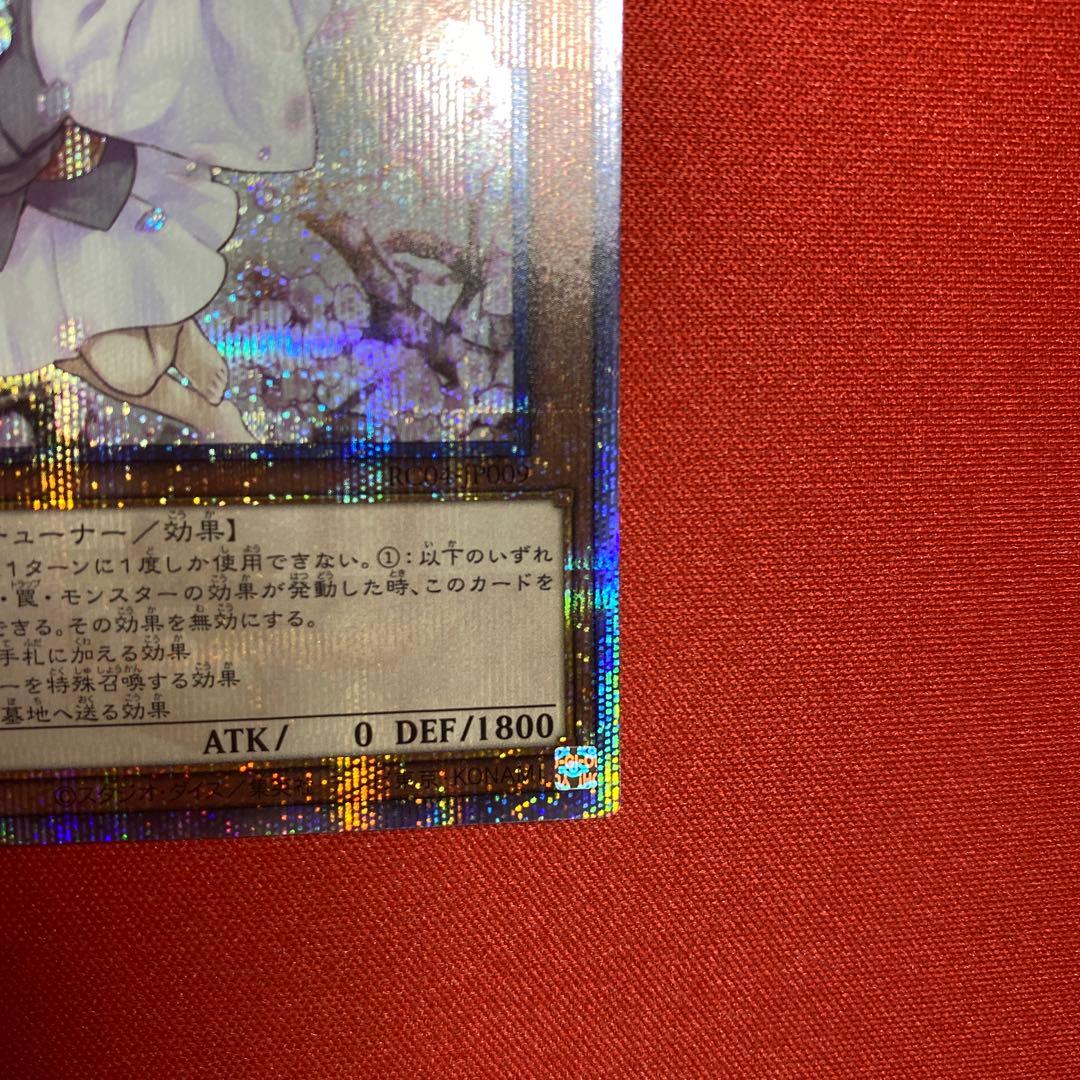 RC04-JP009
チューナー／効果】
1ターンに1度しか使用できない。①：以下のいずれ
・罠・モンスターの効果が発動した時、このカードを
できる。その効果を無効にする。
手札に加える効果
ーを特殊召喚する効果
墓地へ送る効果
ATK/ 0 DEF/1800
©スタジオ・ダイス／集英社 東京 KONAMI